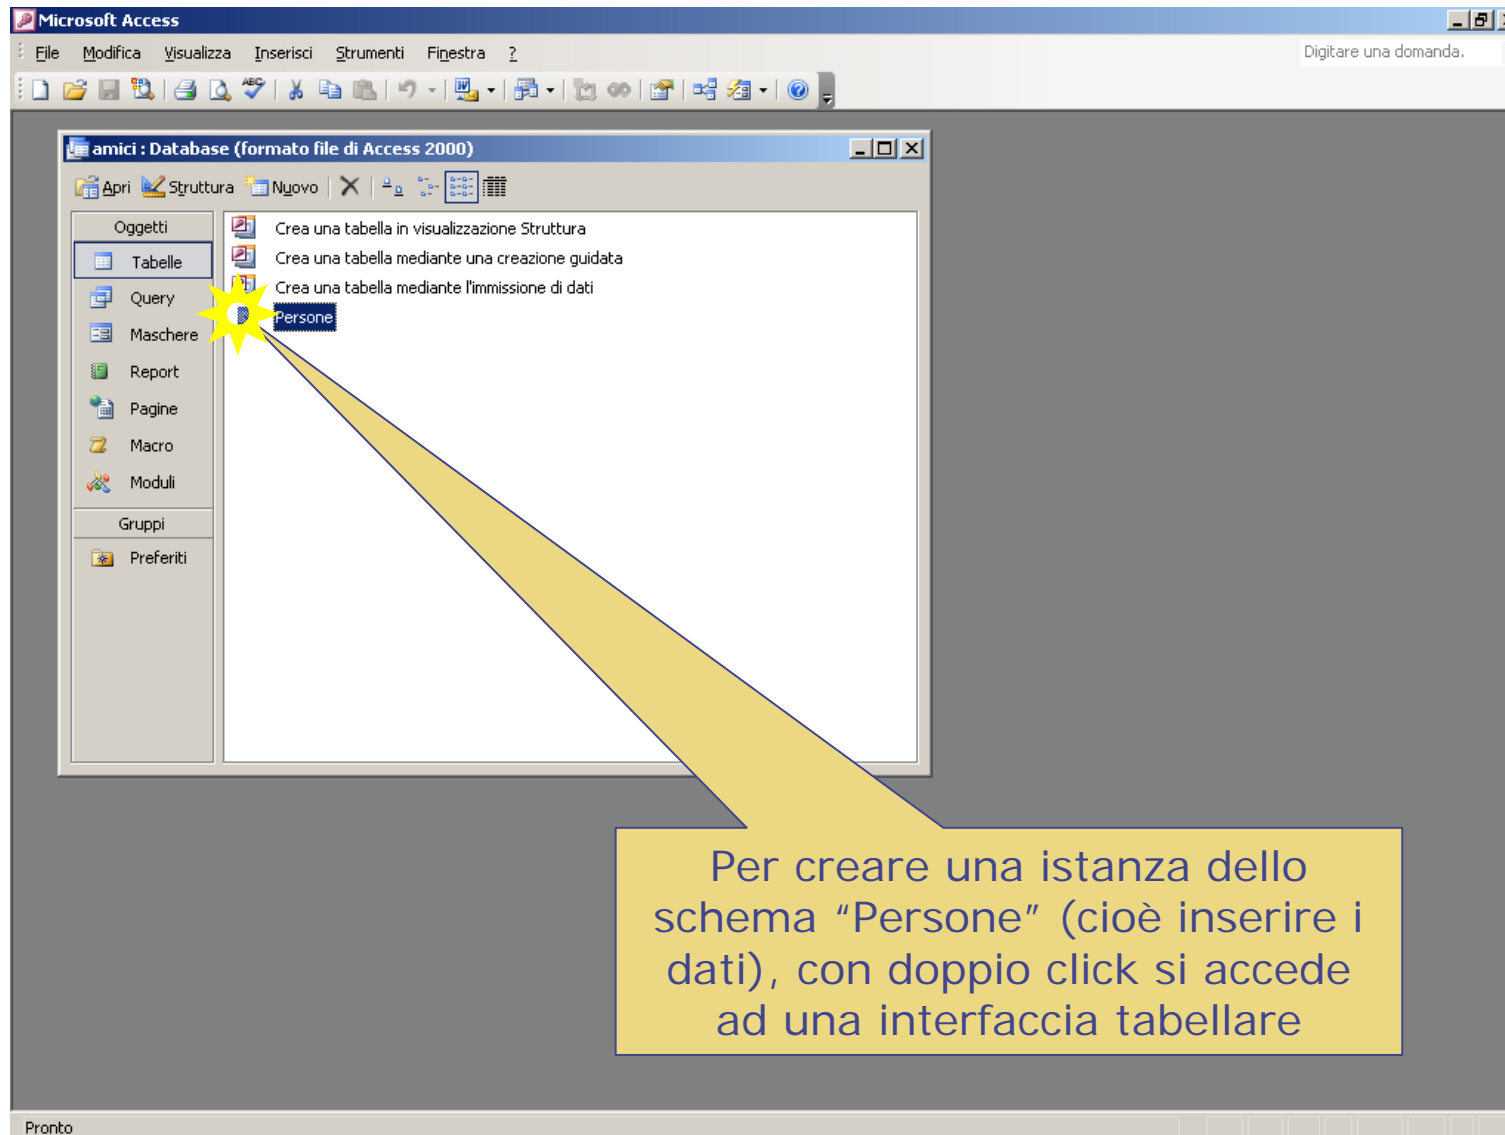 Microsoft Access
File Modifica Visualizza Inserisci Strumenti Finestra ?
Digitare una domanda.
amici : Database (formato file di Access 2000)
Apri Struttura Nuovo
Oggetti
Tabelle
Query
Maschere
Report
Pagine
Macro
Moduli
Gruppi
Preferiti
Crea una tabella in visualizzazione Struttura
Crea una tabella mediante una creazione guidata
Crea una tabella mediante l'immissione di dati
Persone
Per creare una istanza dello
schema “Persone” (cioè inserire i
dati), con doppio click si accede
ad una interfaccia tabellare
Pronto